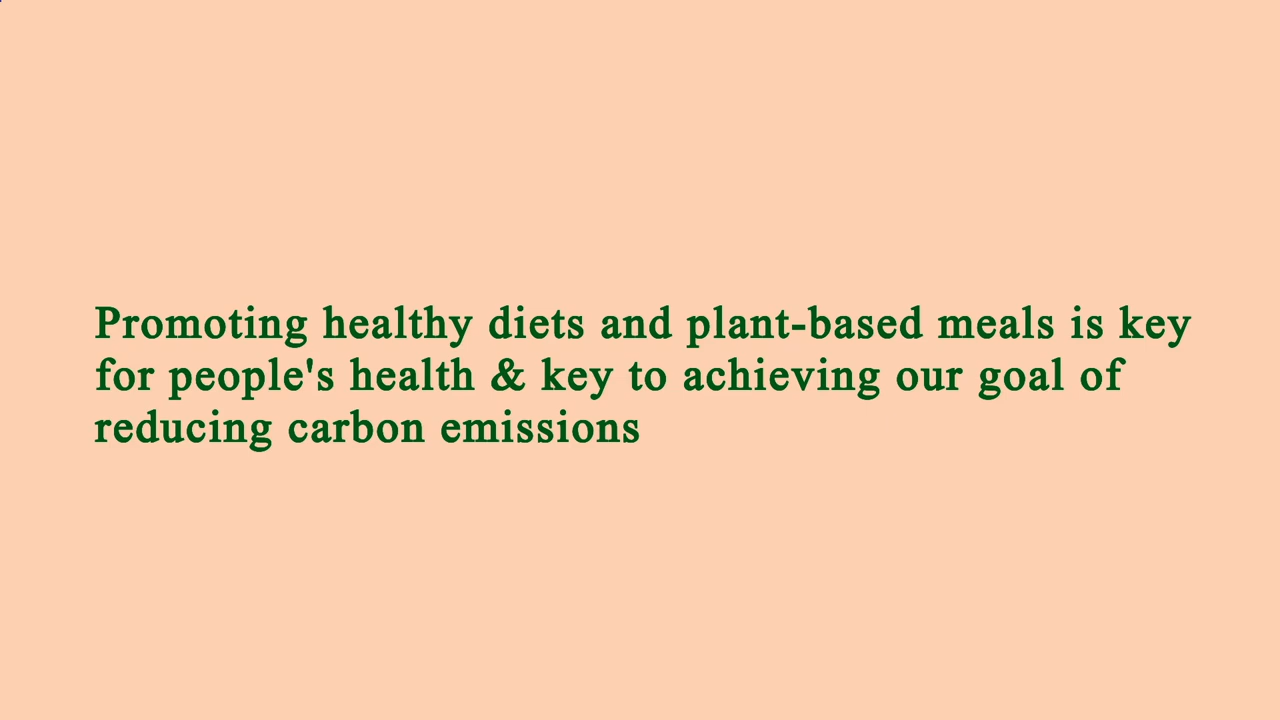 Promoting healthy diets and plant-based meals is key
for people's health & key to achieving our goal of
reducing carbon emissions